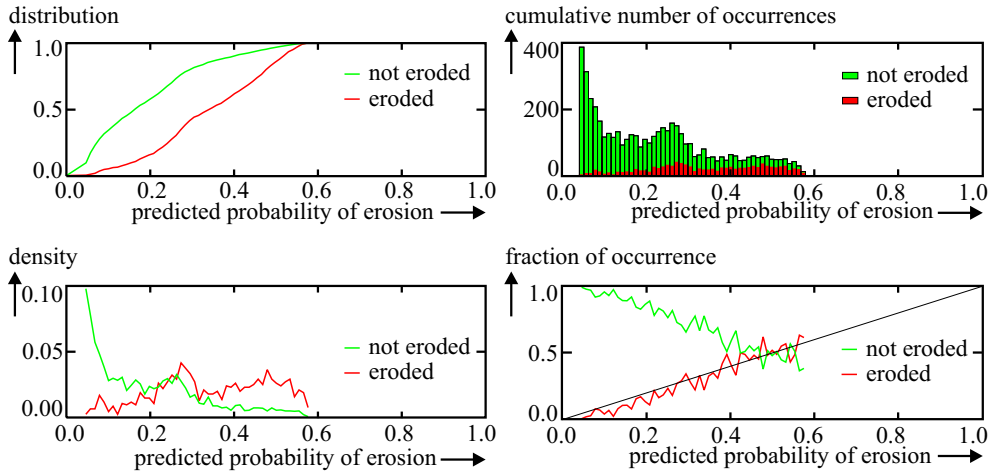 distribution
1.0
0.5
0.0
not eroded
eroded
0.0 0.2 0.4 0.6 0.8 1.0
predicted probability of erosion
cumulative number of occurrences
400
200
0
not eroded
eroded
0.0 0.2 0.4 0.6 0.8 1.0
predicted probability of erosion
density
0.10
0.05
0.00
not eroded
eroded
0.0 0.2 0.4 0.6 0.8 1.0
predicted probability of erosion
fraction of occurrence
1.0
0.5
0.0
not eroded
eroded
0.0 0.2 0.4 0.6 0.8 1.0
predicted probability of erosion